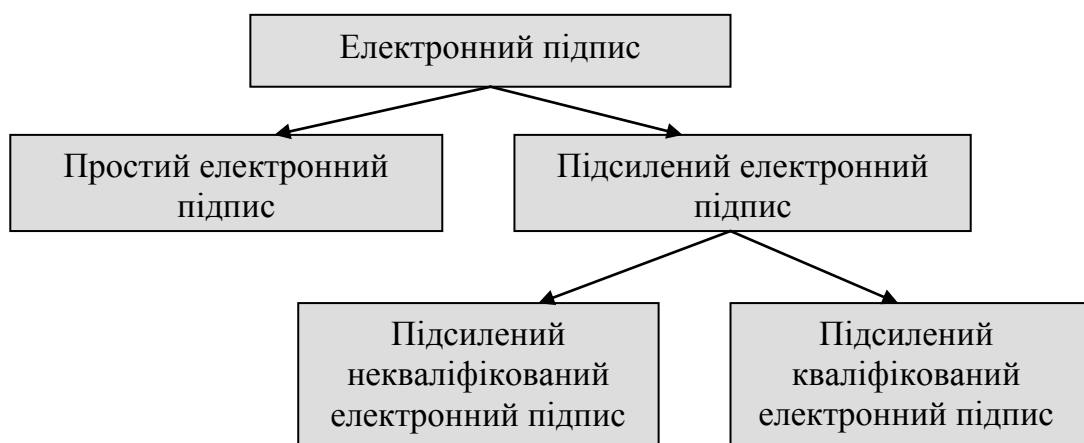 Електронний підпис
Простий електронний
підпис
Підсилений електронний
підпис
Підсилений
некваліфікований
електронний підпис
Підсилений
кваліфікований
електронний підпис